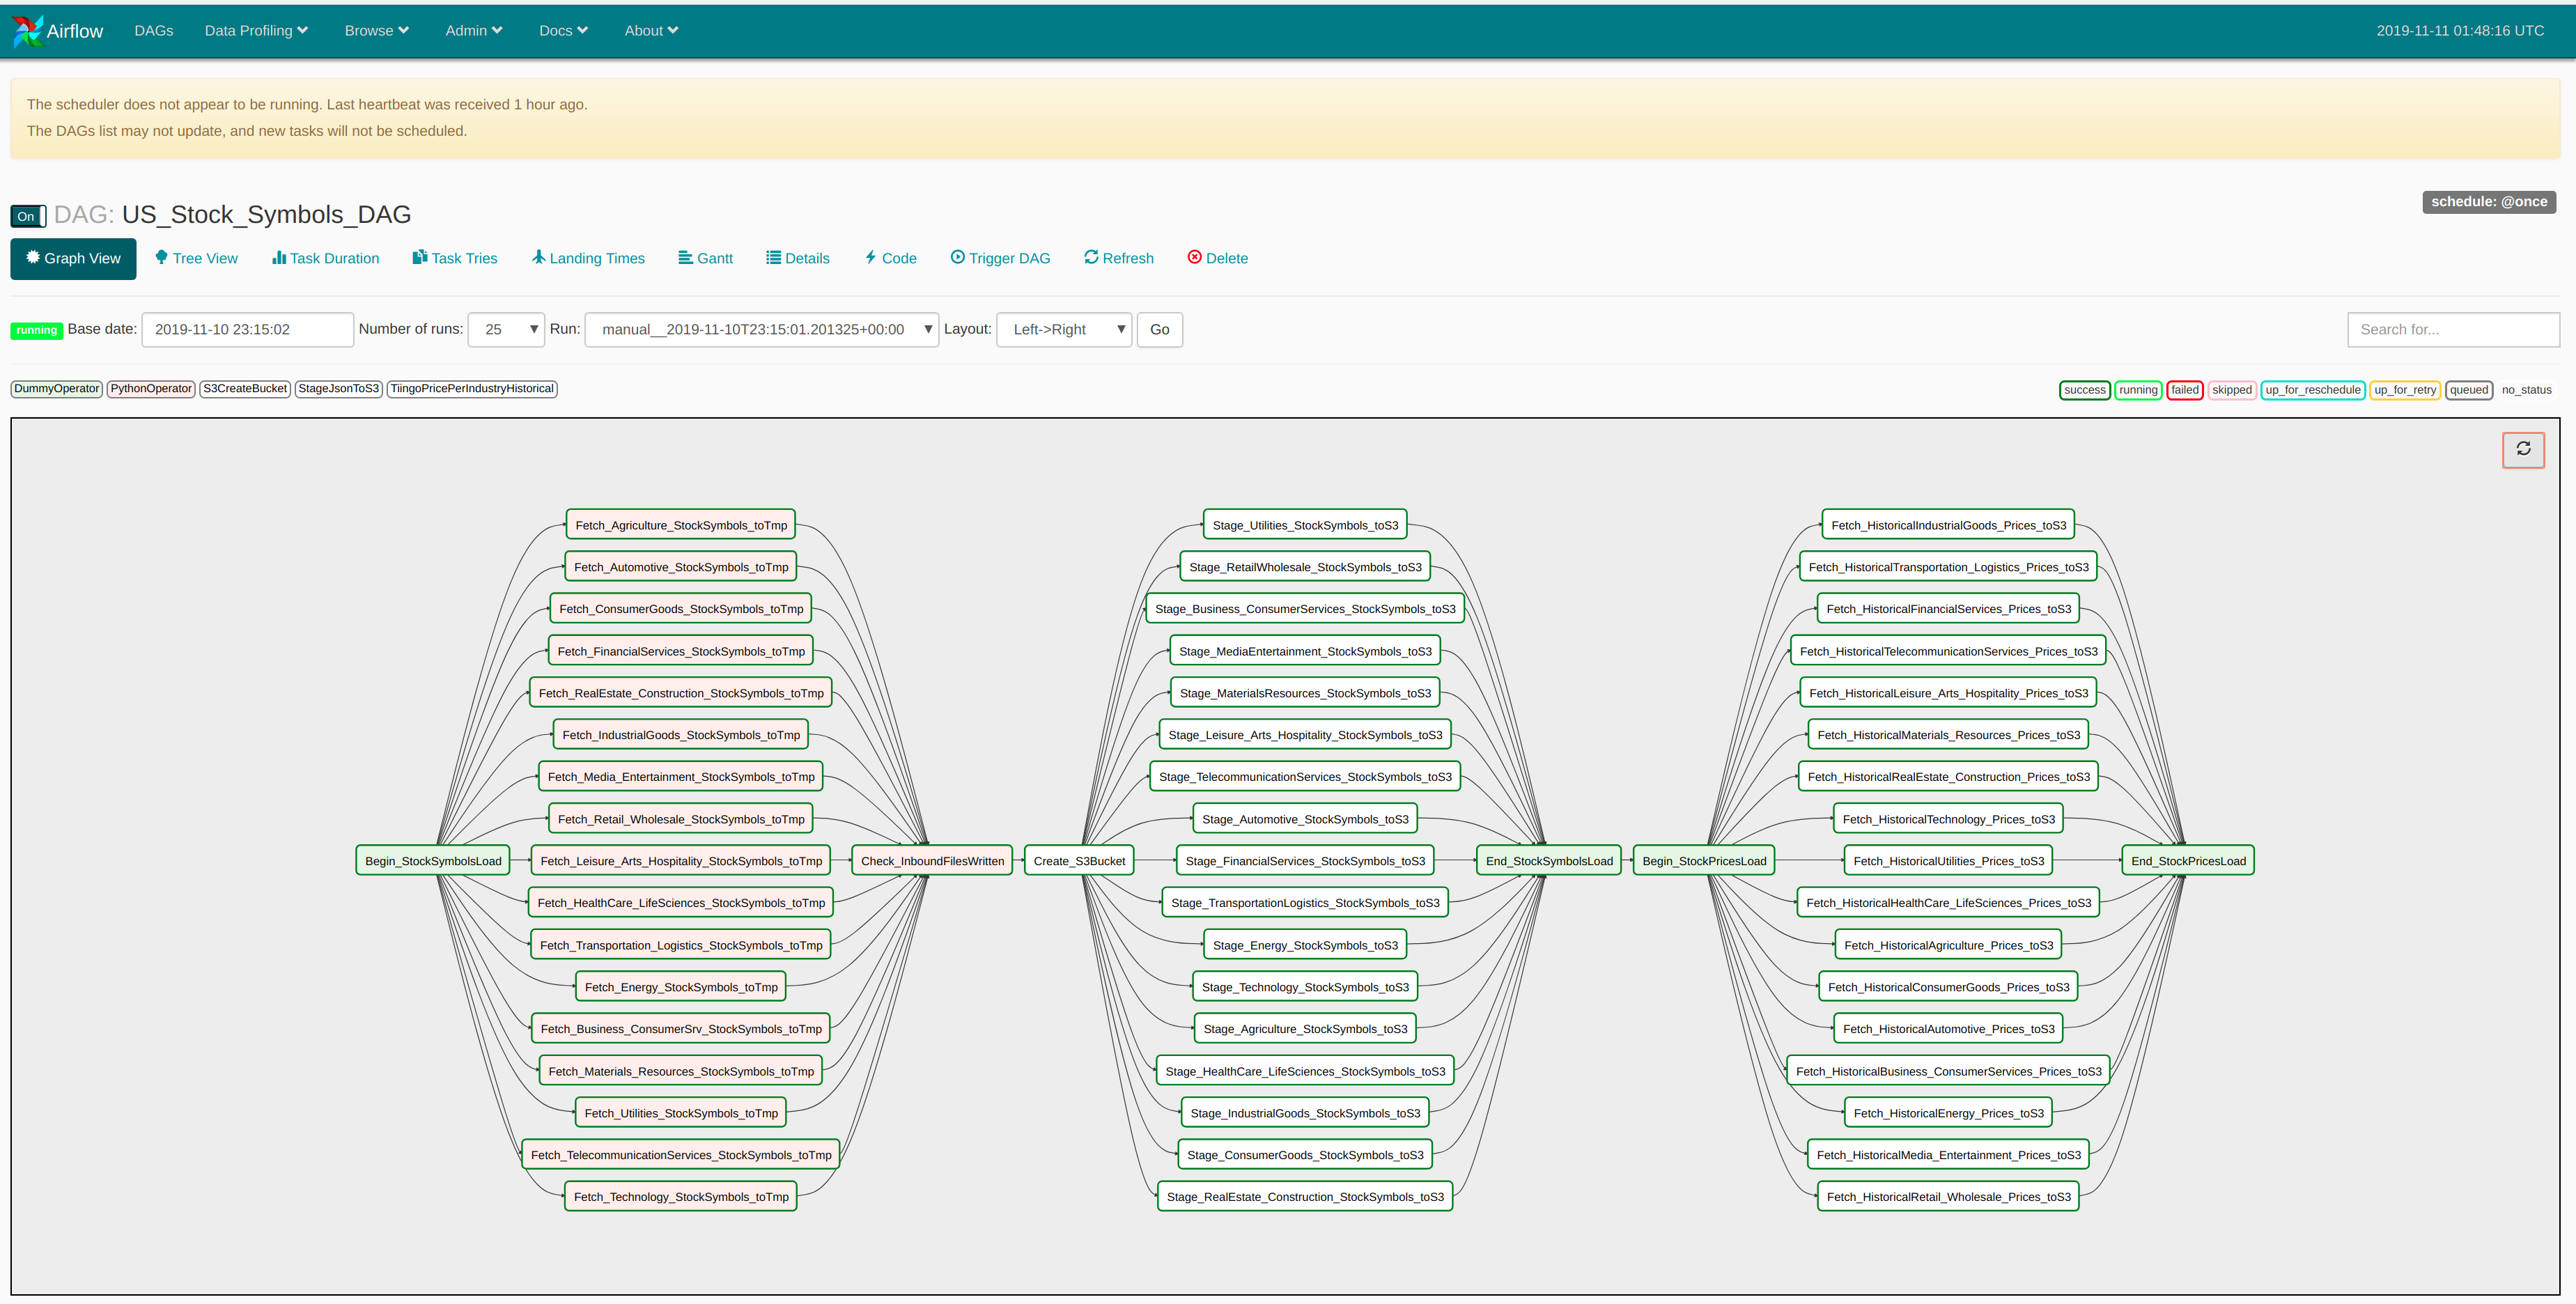 Airflow DAGs Data Profiling Browse Admin Docs About 2019-11-11 01:48:16 UTC
The scheduler does not appear to be running. Last heartbeat was received 1 hour ago.
The DAGs list may not update, and new tasks will not be scheduled.
schedule: @once
On DAG: US_Stock_Symbols_DAG
Graph View Tree View Task Duration Task Tries Landing Times Gantt Details Code Trigger DAG Refresh Delete
running Base date: 2019-11-10 23:15:02 Number of runs: 25 Run: manual__2019-11-10T23:15:01.201325+00:00 Layout: Left->Right Go Search for...
DummyOperator PythonOperator S3CreateBucket StageJsonToS3 TiingoPricePerIndustryHistorical success running failed skipped up_for_reschedule up_for_retry queued no_status
Fetch_Agriculture_StockSymbols_toTmp Stage_Utilities_StockSymbols_toS3 Fetch_HistoricalIndustrialGoods_Prices_toS3
Fetch_Automotive_StockSymbols_toTmp Stage_RetailWholesale_StockSymbols_toS3 Fetch_HistoricalTransportation_Logistics_Prices_toS3
Fetch_ConsumerGoods_StockSymbols_toTmp Stage_Business_ConsumerServices_StockSymbols_toS3 Fetch_HistoricalFinancialServices_Prices_toS3
Fetch_FinancialServices_StockSymbols_toTmp Stage_MediaEntertainment_StockSymbols_toS3 Fetch_HistoricalTelecommunicationServices_Prices_toS3
Fetch_RealEstate_Construction_StockSymbols_toTmp Stage_MaterialsResources_StockSymbols_toS3 Fetch_HistoricalLeisure_Arts_Hospitality_Prices_toS3
Fetch_IndustrialGoods_StockSymbols_toTmp Stage_Leisure_Arts_Hospitality_StockSymbols_toS3 Fetch_HistoricalMaterials_Resources_Prices_toS3
Fetch_Media_Entertainment_StockSymbols_toTmp Stage_TelecommunicationServices_StockSymbols_toS3 Fetch_HistoricalRealEstate_Construction_Prices_toS3
Fetch_Retail_Wholesale_StockSymbols_toTmp Stage_Automotive_StockSymbols_toS3 Fetch_HistoricalTechnology_Prices_toS3
Begin_StockSymbolsLoad Fetch_Leisure_Arts_Hospitality_StockSymbols_toTmp Check_InboundFilesWritten Create_S3Bucket Stage_FinancialServices_StockSymbols_toS3 End_StockSymbolsLoad Begin_StockPricesLoad Fetch_HistoricalUtilities_Prices_toS3 End_StockPricesLoad
Fetch_HealthCare_LifeSciences_StockSymbols_toTmp Stage_TransportationLogistics_StockSymbols_toS3 Fetch_HistoricalHealthCare_LifeSciences_Prices_toS3
Fetch_Transportation_Logistics_StockSymbols_toTmp Stage_Energy_StockSymbols_toS3 Fetch_HistoricalAgriculture_Prices_toS3
Fetch_Energy_StockSymbols_toTmp Stage_Technology_StockSymbols_toS3 Fetch_HistoricalConsumerGoods_Prices_toS3
Fetch_Business_ConsumerSrv_StockSymbols_toTmp Stage_Agriculture_StockSymbols_toS3 Fetch_HistoricalAutomotive_Prices_toS3
Fetch_Materials_Resources_StockSymbols_toTmp Stage_HealthCare_LifeSciences_StockSymbols_toS3 Fetch_HistoricalBusiness_ConsumerServices_Prices_toS3
Fetch_Utilities_StockSymbols_toTmp Stage_IndustrialGoods_StockSymbols_toS3 Fetch_HistoricalEnergy_Prices_toS3
Fetch_TelecommunicationServices_StockSymbols_toTmp Stage_ConsumerGoods_StockSymbols_toS3 Fetch_HistoricalMedia_Entertainment_Prices_toS3
Fetch_Technology_StockSymbols_toTmp Stage_RealEstate_Construction_StockSymbols_toS3 Fetch_HistoricalRetail_Wholesale_Prices_toS3